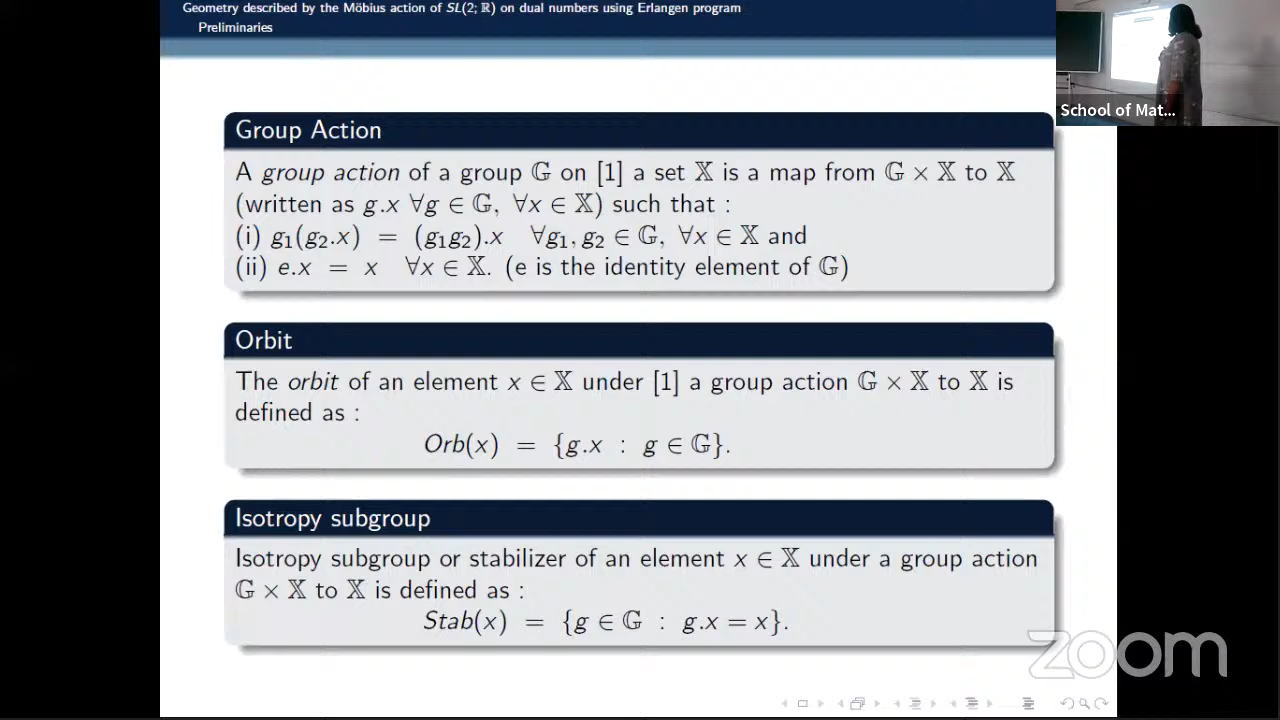 Geometry described by the Möbius action of SL(2; ℝ) on dual numbers using Erlangen program
Preliminaries
School of Mat...
Group Action
A group action of a group 𝔾 on [1] a set 𝕏 is a map from 𝔾 × 𝕏 to 𝕏
(written as g.x ∀g ∈ 𝔾, ∀x ∈ 𝕏) such that :
(i) g₁(g₂.x) = (g₁g₂).x ∀g₁, g₂ ∈ 𝔾, ∀x ∈ 𝕏 and
(ii) e.x = x ∀x ∈ 𝕏. (e is the identity element of 𝔾)
Orbit
The orbit of an element x ∈ 𝕏 under [1] a group action 𝔾 × 𝕏 to 𝕏 is
defined as :
Orb(x) = {g.x : g ∈ 𝔾}.
Isotropy subgroup
Isotropy subgroup or stabilizer of an element x ∈ 𝕏 under a group action
𝔾 × 𝕏 to 𝕏 is defined as :
Stab(x) = {g ∈ 𝔾 : g.x = x}.
zoom